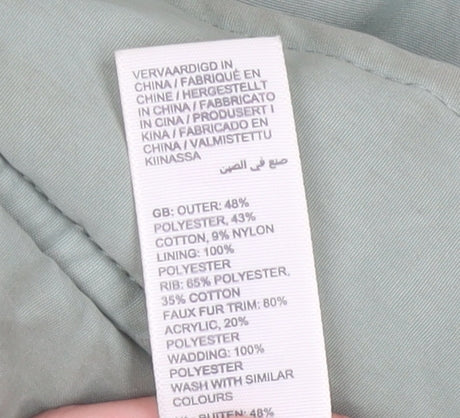 VERVAARDIGD IN
CHINA / FABRIQUÉ EN
CHINE / HERGESTELLT
IN CHINA / FABBRICATO
IN CINA / PRODUSERT I
KINA / FABRICADO EN
CHINA / VALMISTETTU
KIINASSA
صنع في الصين
GB: OUTER: 48%
POLYESTER, 43%
COTTON, 9% NYLON
LINING: 100%
POLYESTER
RIB: 65% POLYESTER,
35% COTTON
FAUX FUR TRIM: 80%
ACRYLIC, 20%
POLYESTER
WADDING: 100%
POLYESTER
WASH WITH SIMILAR
COLOURS
BUITEN: 48%